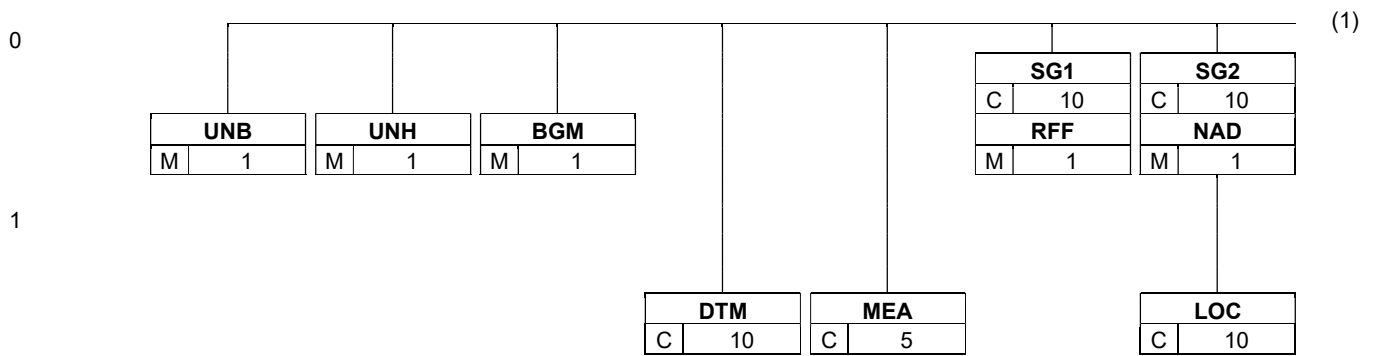 (1)
0
SG1 SG2
C 10 C 10
UNB UNH BGM RFF NAD
M 1 M 1 M 1 M 1 M 1
1
DTM MEA LOC
C 10 C 5 C 10